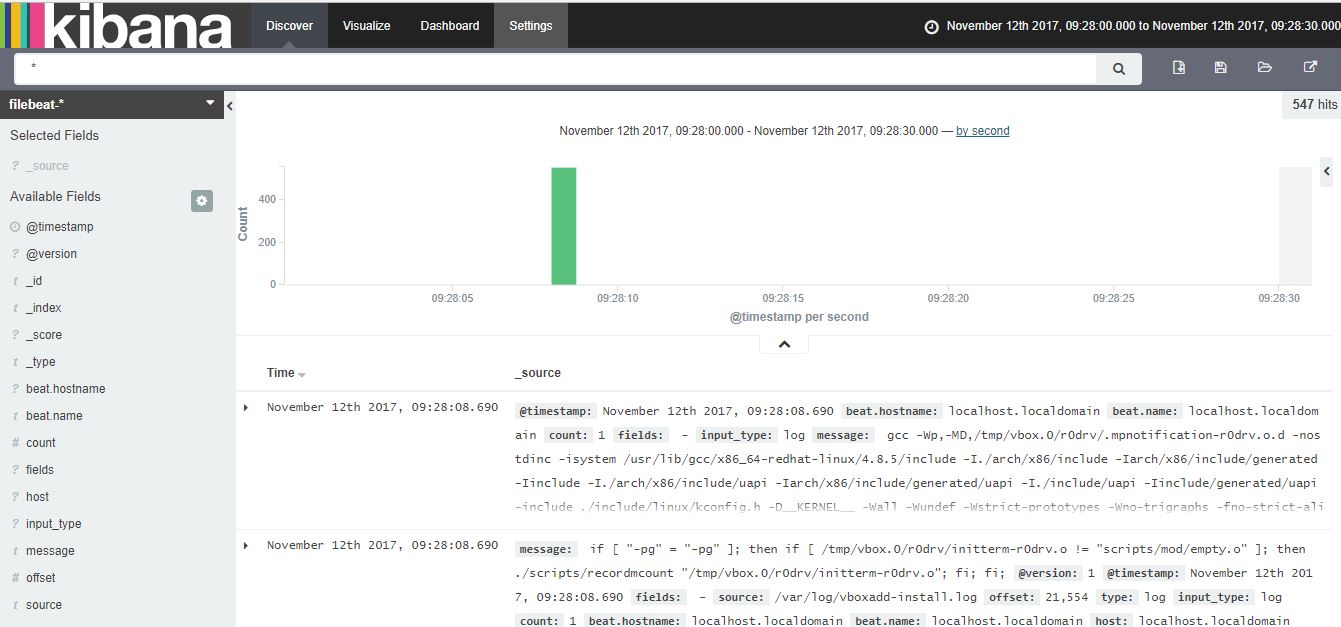 kibana
Discover Visualize Dashboard Settings November 12th 2017, 09:28:00.000 to November 12th 2017, 09:28:30.000
*
filebeat-*
547 hits
Selected Fields
? _source
Available Fields
@timestamp
? @version
t _id
t _index
? _score
t _type
? beat.hostname
t beat.name
# count
? fields
? host
? input_type
t message
# offset
t source
November 12th 2017, 09:28:00.000 - November 12th 2017, 09:28:30.000 — by second
Count
400
200
0
09:28:05 09:28:10 09:28:15 09:28:20 09:28:25 09:28:30
@timestamp per second
Time _source
November 12th 2017, 09:28:08.690
@timestamp: November 12th 2017, 09:28:08.690 beat.hostname: localhost.localdomain beat.name: localhost.localdom
ain count: 1 fields: - input_type: log message: gcc -Wp,-MD,/tmp/vbox.0/r0drv/.mpnotification-r0drv.o.d -nos
tdinc -isystem /usr/lib/gcc/x86_64-redhat-linux/4.8.5/include -I./arch/x86/include -Iarch/x86/include/generated
-Iinclude -I./arch/x86/include/uapi -Iarch/x86/include/generated/uapi -I./include/uapi -Iinclude/generated/uapi
-include ./include/linux/kconfig.h -D__KERNEL__ -Wall -Wundef -Wstrict-prototypes -Wno-trigraphs -fno-strict-ali
November 12th 2017, 09:28:08.690
message: if [ "-pg" = "-pg" ]; then if [ /tmp/vbox.0/r0drv/initterm-r0drv.o != "scripts/mod/empty.o" ]; then
./scripts/recordmcount "/tmp/vbox.0/r0drv/initterm-r0drv.o"; fi; fi; @version: 1 @timestamp: November 12th 201
7, 09:28:08.690 fields: - source: /var/log/vboxadd-install.log offset: 21,554 type: log input_type: log
count: 1 beat.hostname: localhost.localdomain beat.name: localhost.localdomain host: localhost.localdomain